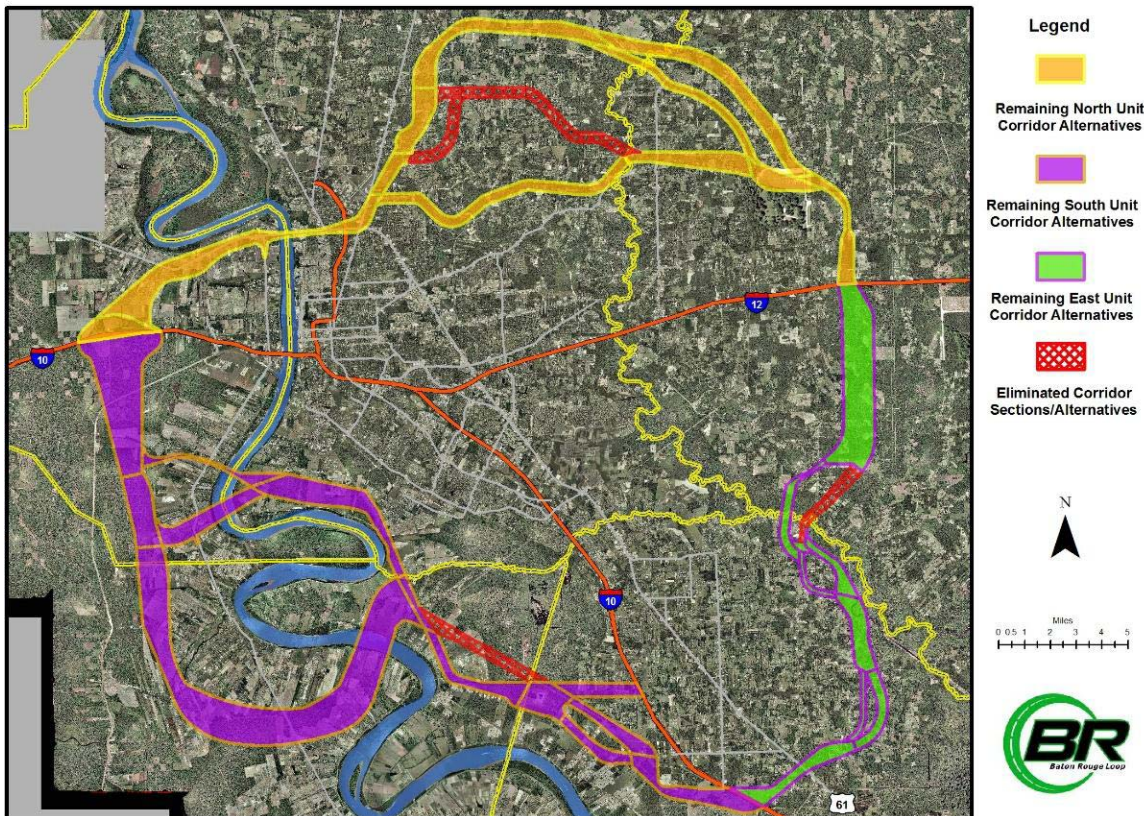 Legend
Remaining North Unit
Corridor Alternatives
Remaining South Unit
Corridor Alternatives
Remaining East Unit
Corridor Alternatives
Eliminated Corridor
Sections/Alternatives
N
Miles
0 0.5 1 2 3 4 5
BR
Baton Rouge Loop
12
10
10
61